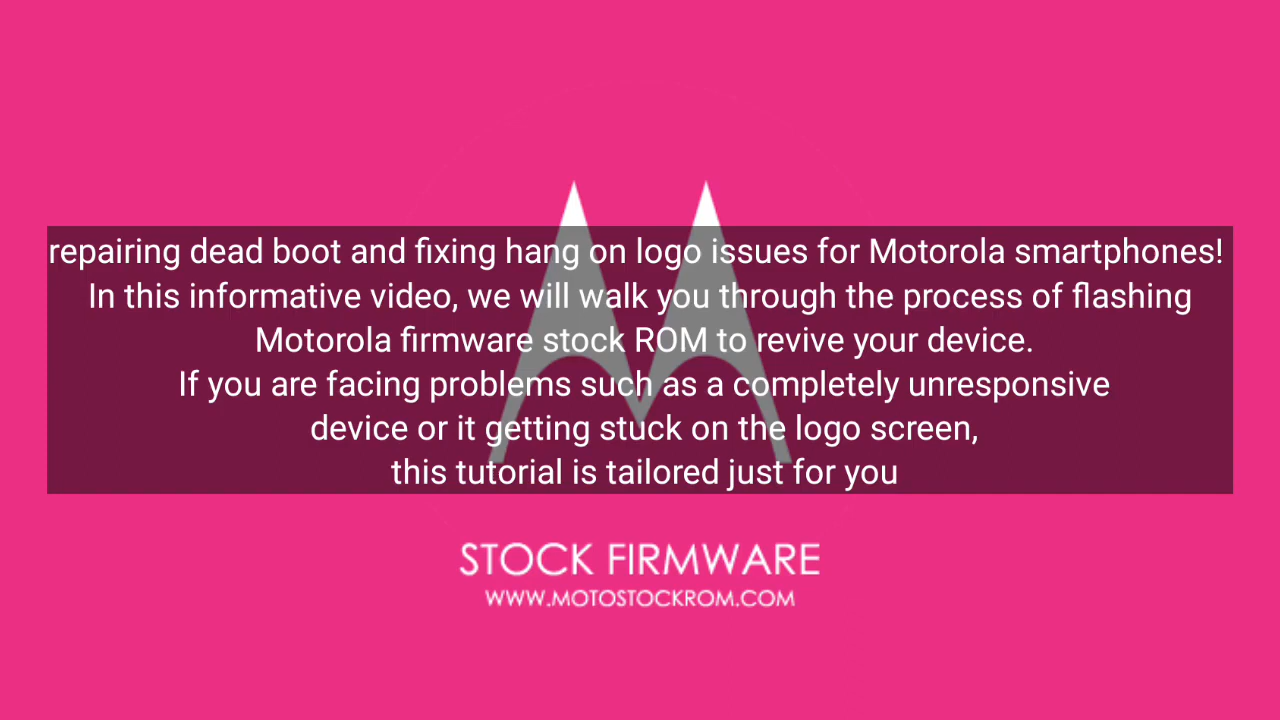 repairing dead boot and fixing hang on logo issues for Motorola smartphones!
In this informative video, we will walk you through the process of flashing
Motorola firmware stock ROM to revive your device.
If you are facing problems such as a completely unresponsive
device or it getting stuck on the logo screen,
this tutorial is tailored just for you
STOCK FIRMWARE
WWW.MOTOSTOCKROM.COM